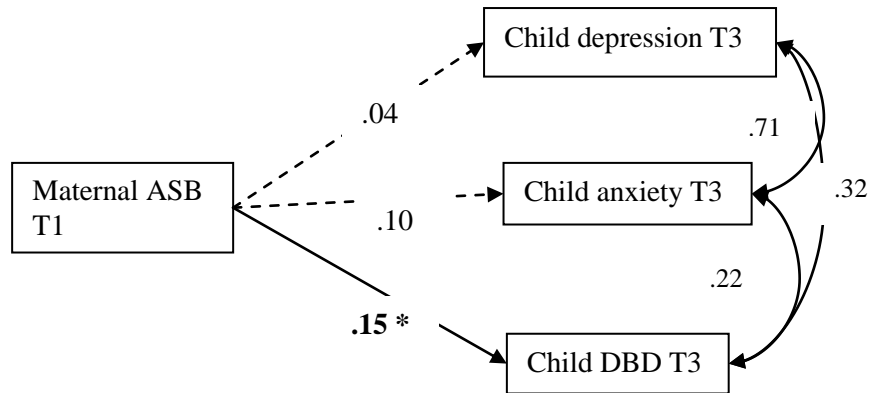 Child depression T3
.04
.71
Maternal ASB
T1
Child anxiety T3
.32
.10
.22
.15 *
Child DBD T3